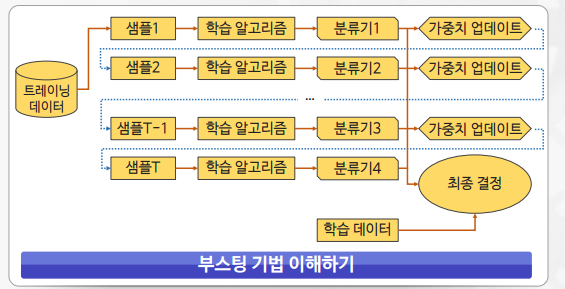 샘플1 학습 알고리즘 분류기1 가중치 업데이트
샘플2 학습 알고리즘 분류기2 가중치 업데이트
트레이닝
데이터
...
샘플T-1 학습 알고리즘 분류기3 가중치 업데이트
샘플T 학습 알고리즘 분류기4
최종 결정
학습 데이터
부스팅 기법 이해하기